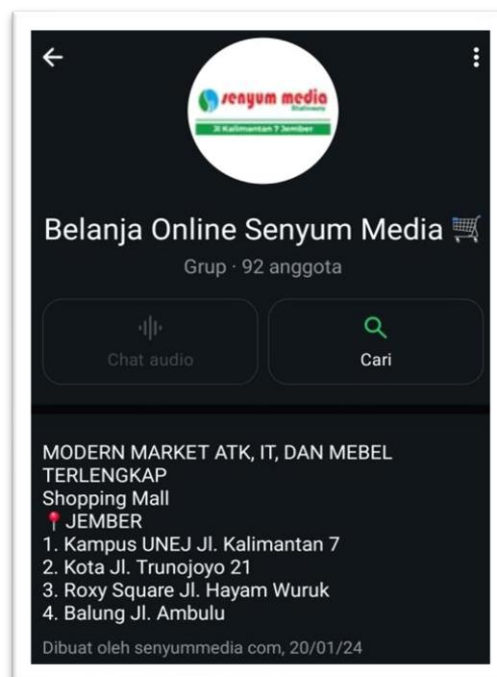 senyum media
Stationery
Jl Kalimantan 7 Jember
Belanja Online Senyum Media 🛒
Grup · 92 anggota
Chat audio
Cari
MODERN MARKET ATK, IT, DAN MEBEL
TERLENGKAP
Shopping Mall
📍JEMBER
1. Kampus UNEJ Jl. Kalimantan 7
2. Kota Jl. Trunojoyo 21
3. Roxy Square Jl. Hayam Wuruk
4. Balung Jl. Ambulu
Dibuat oleh senyummedia com, 20/01/24